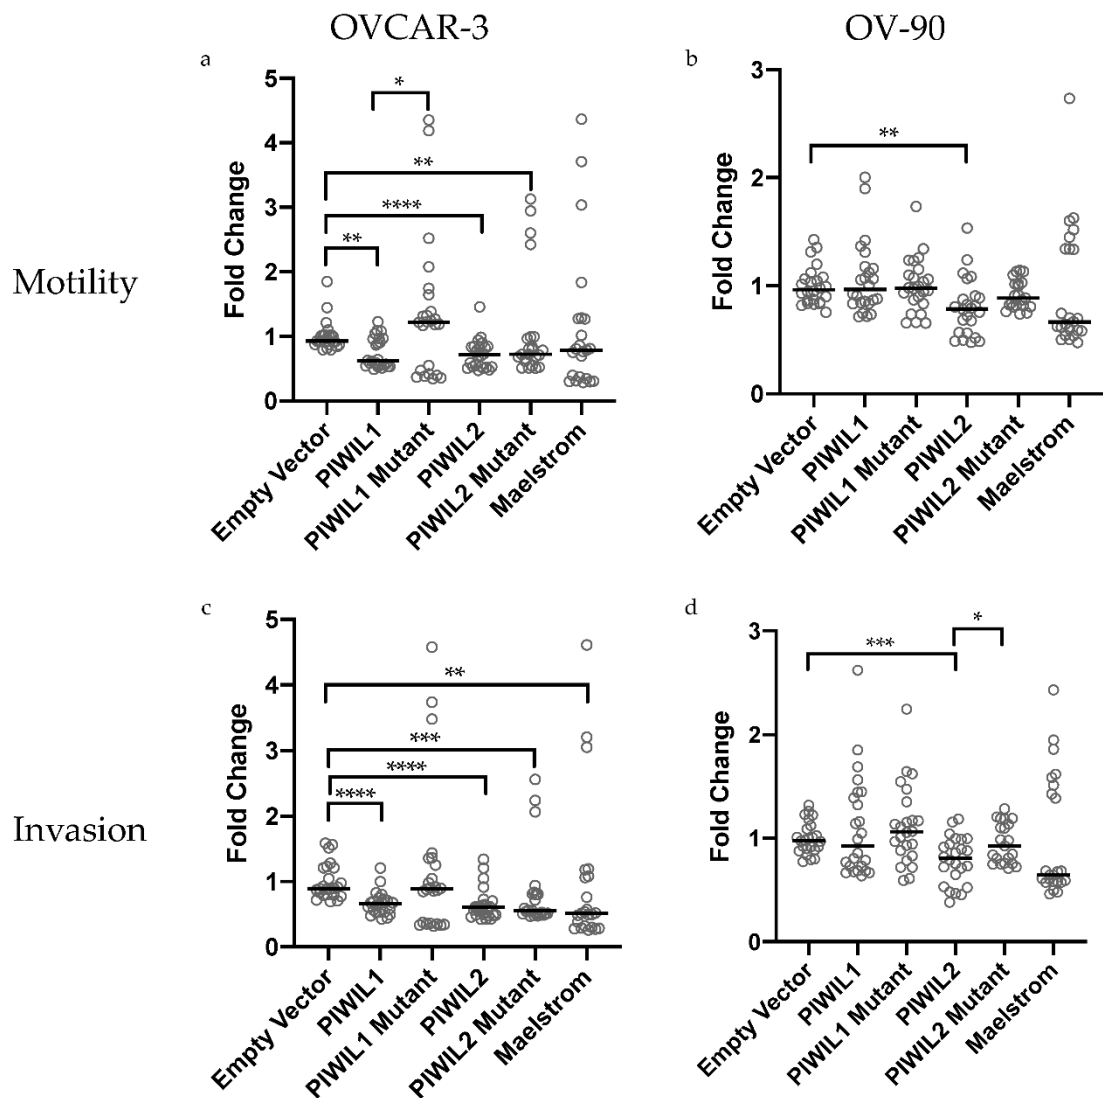 OVCAR-3
OV-90
Motility
a
Fold Change
5
4
3
2
1
0
*
**
****
**
Empty Vector
PIWIL1
PIWIL1 Mutant
PIWIL2
PIWIL2 Mutant
Maelstrom
b
Fold Change
3
2
1
0
**
Empty Vector
PIWIL1
PIWIL1 Mutant
PIWIL2
PIWIL2 Mutant
Maelstrom
Invasion
c
Fold Change
5
4
3
2
1
0
**
***
****
****
Empty Vector
PIWIL1
PIWIL1 Mutant
PIWIL2
PIWIL2 Mutant
Maelstrom
d
Fold Change
3
2
1
0
*
***
Empty Vector
PIWIL1
PIWIL1 Mutant
PIWIL2
PIWIL2 Mutant
Maelstrom